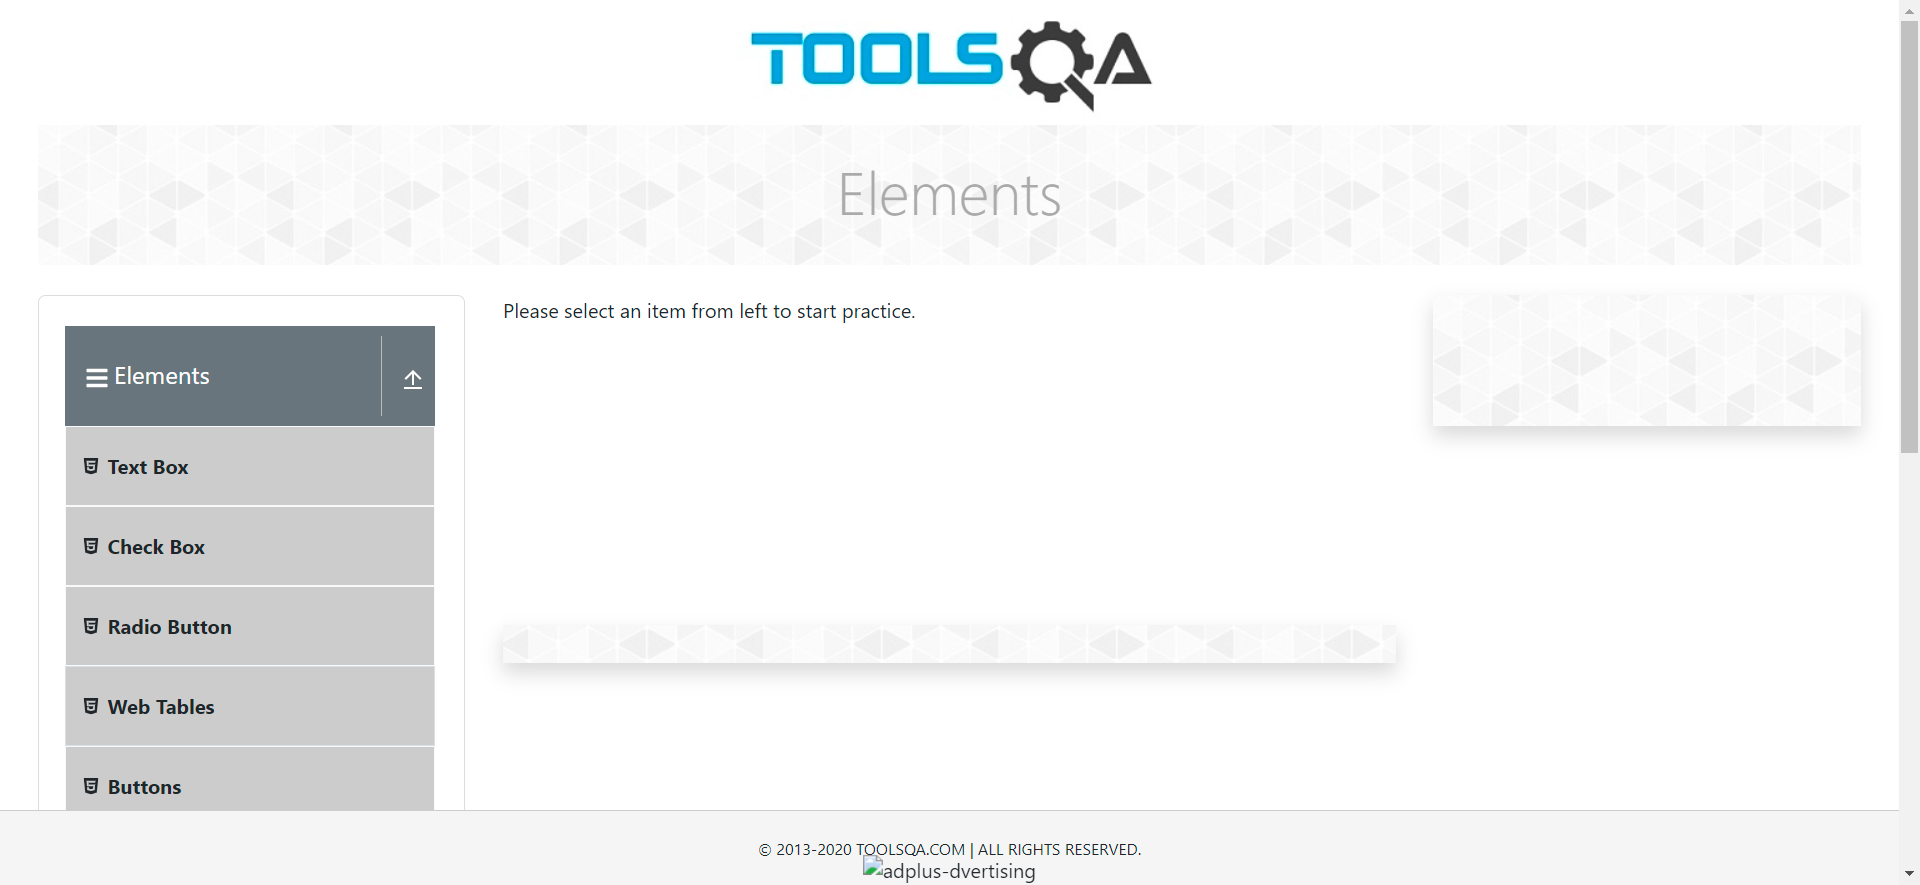 TOOLSQA
Elements
Elements
Text Box
Check Box
Radio Button
Web Tables
Buttons
Please select an item from left to start practice.
© 2013-2020 TOOLSQA.COM | ALL RIGHTS RESERVED.
adplus-dvertising